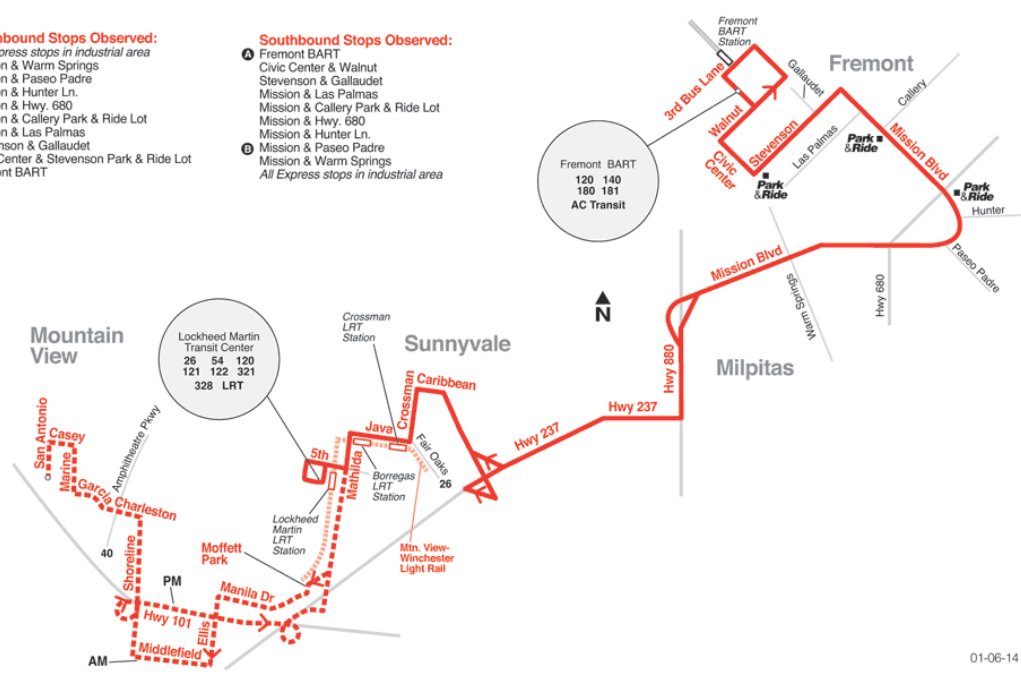 hbound Stops Observed:
press stops in industrial area
on & Warm Springs
on & Paseo Padre
on & Hunter Ln.
on & Hwy. 680
on & Callery Park & Ride Lot
on & Las Palmas
nson & Gallaudet
Center & Stevenson Park & Ride Lot
nt BART
Southbound Stops Observed:
A Fremont BART
Civic Center & Walnut
Stevenson & Gallaudet
Mission & Las Palmas
Mission & Callery Park & Ride Lot
Mission & Hwy. 680
Mission & Hunter Ln.
B Mission & Paseo Padre
Mission & Warm Springs
All Express stops in industrial area
Fremont
BART
Station
3rd Bus Lane
Walnut
Civic
Center
Stevenson
Gallaudet
Las Palmas
Fremont
Callery
Park
&Ride
Mission Blvd
Park
&Ride
Park
&Ride
Hunter
Paseo Padre
Fremont BART
120 140
180 181
AC Transit
Mission Blvd
Warm Springs
Hwy 680
N
Hwy 880
Milpitas
Hwy 237
Hwy 237
Mountain
View
Lockheed Martin
Transit Center
26 54 120
121 122 321
328 LRT
Crossman
LRT
Station
Sunnyvale
Caribbean
Crossman
Java
Fair Oaks
26
5th
Mathilda
Borregas
LRT
Station
Lockheed
Martin
LRT
Station
Mtn. View-
Winchester
Light Rail
San Antonio
Casey
Marine
Garcia
Charleston
Amphitheatre Pkwy
40
Shoreline
Moffett
Park
PM
Manila Dr
Hwy 101
Ellis
Middlefield
AM
01-06-14